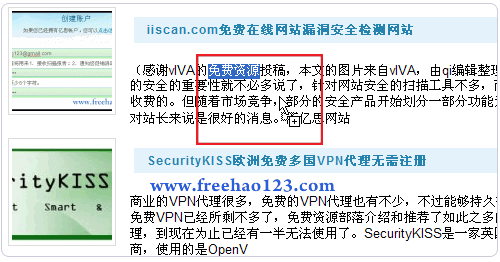 创建账户
iiscan.com免费在线网站漏洞安全检测网站
（感谢vIVA的免费资源投稿，本文的图片来自vIVA，由qi编辑整理
的安全的重要性就不必多说了，针对网站安全的扫描工具不多，而
收费的。但随着市场竞争，部分的安全产品开始划分一部分功能
对站长来说是很好的消息。 亿思网站
www.freehao123.com
rityKISS
Smart &
SecurityKISS欧洲免费多国VPN代理无需注册
www.freehao123.com
商业的VPN代理很多，免费的VPN代理也有不少，不过能够持久
免费VPN已经所剩不多了，免费资源部落介绍和推荐了如此之多
理，到现在为止已经有一半无法使用了。SecurityKISS是一家英
商，使用的是OpenV